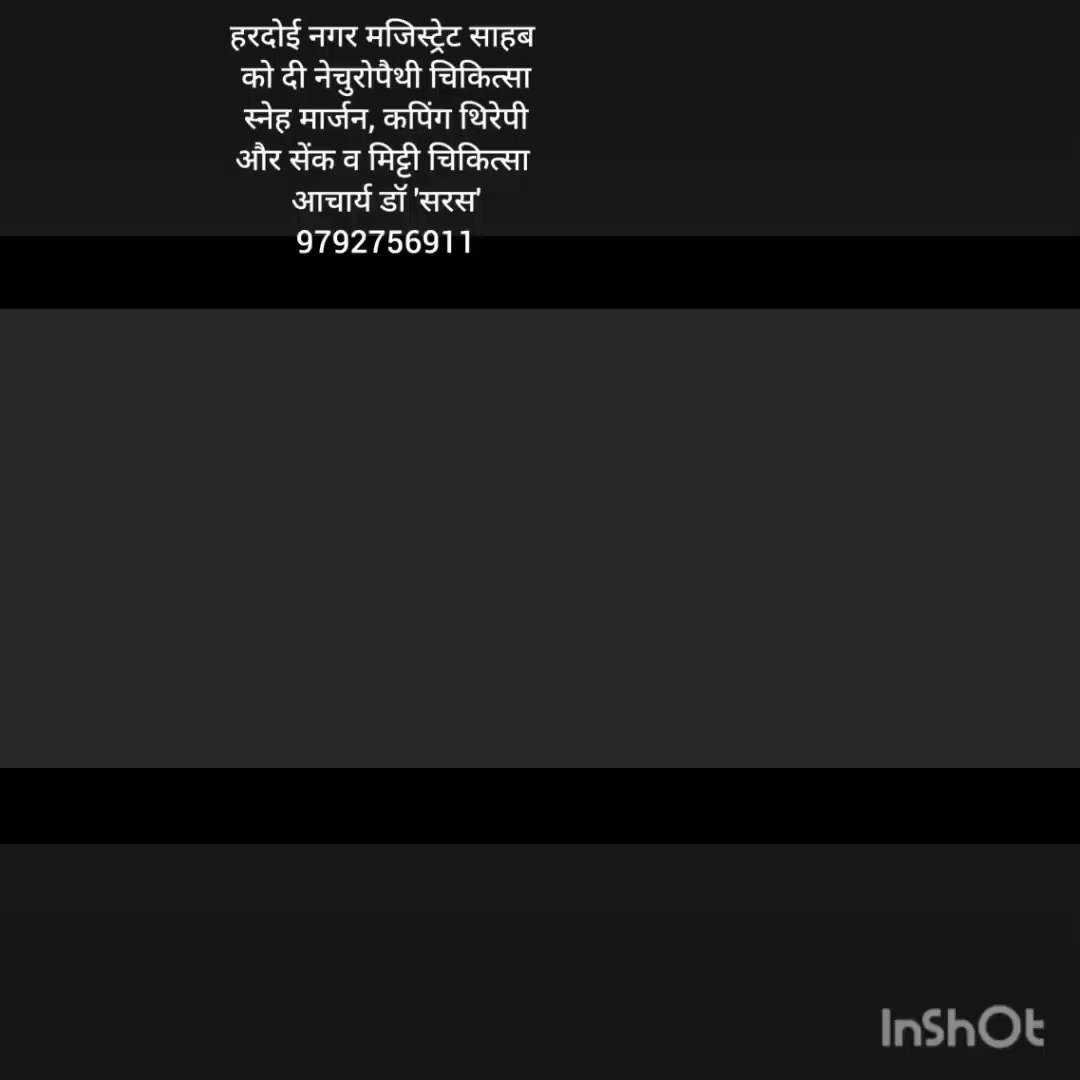 हरदोई नगर मजिस्ट्रेट साहब
को दी नेचुरोपैथी चिकित्सा
स्नेह मार्जन, कपिंग थिरेपी
और सेंक व मिट्टी चिकित्सा
आचार्य डॉ 'सरस'
9792756911
InShOt